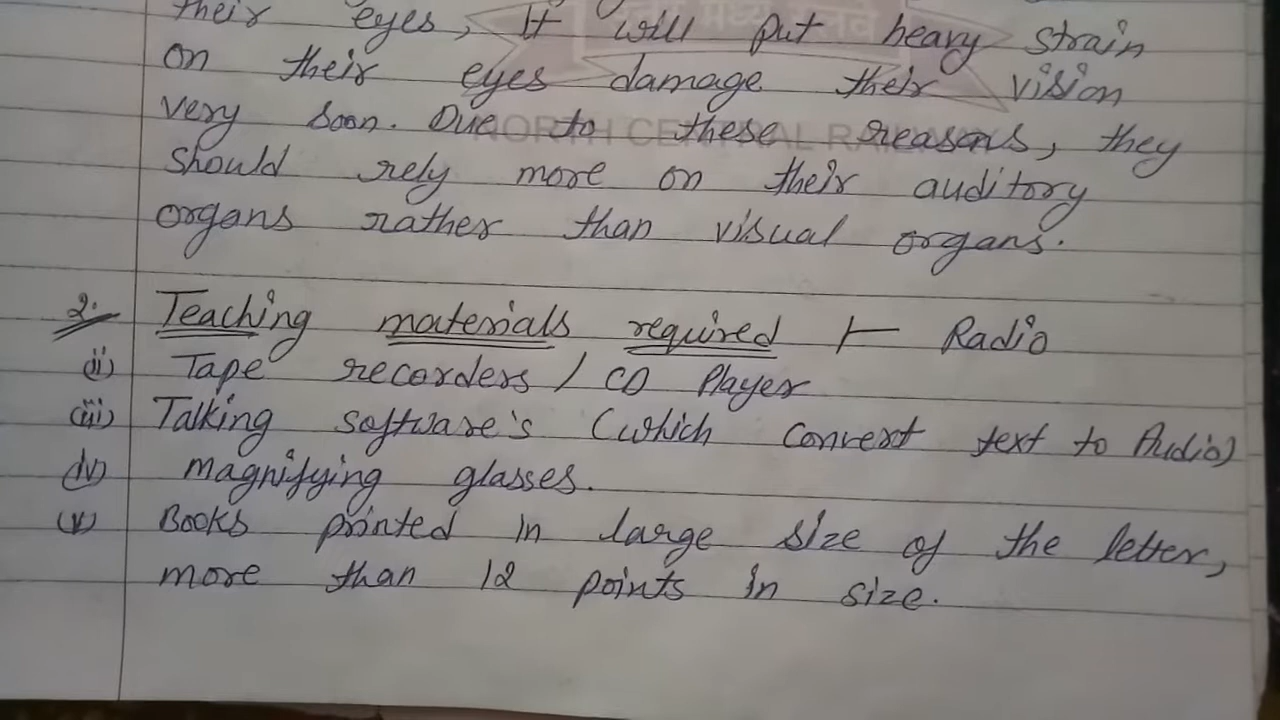 their eyes, It will put heavy strain
on their eyes damage their vision
very soon. Due to these reasons, they
should rely more on their auditory
organs rather than visual organs.
2. Teaching materials required :- Radio
(ii) Tape recorders / CD Player
(iii) Talking software's (which convert text to Audio)
(iv) magnifying glasses.
(v) Books printed in large size of the letter,
more than 12 points in size.
NORTH CENTRAL RA